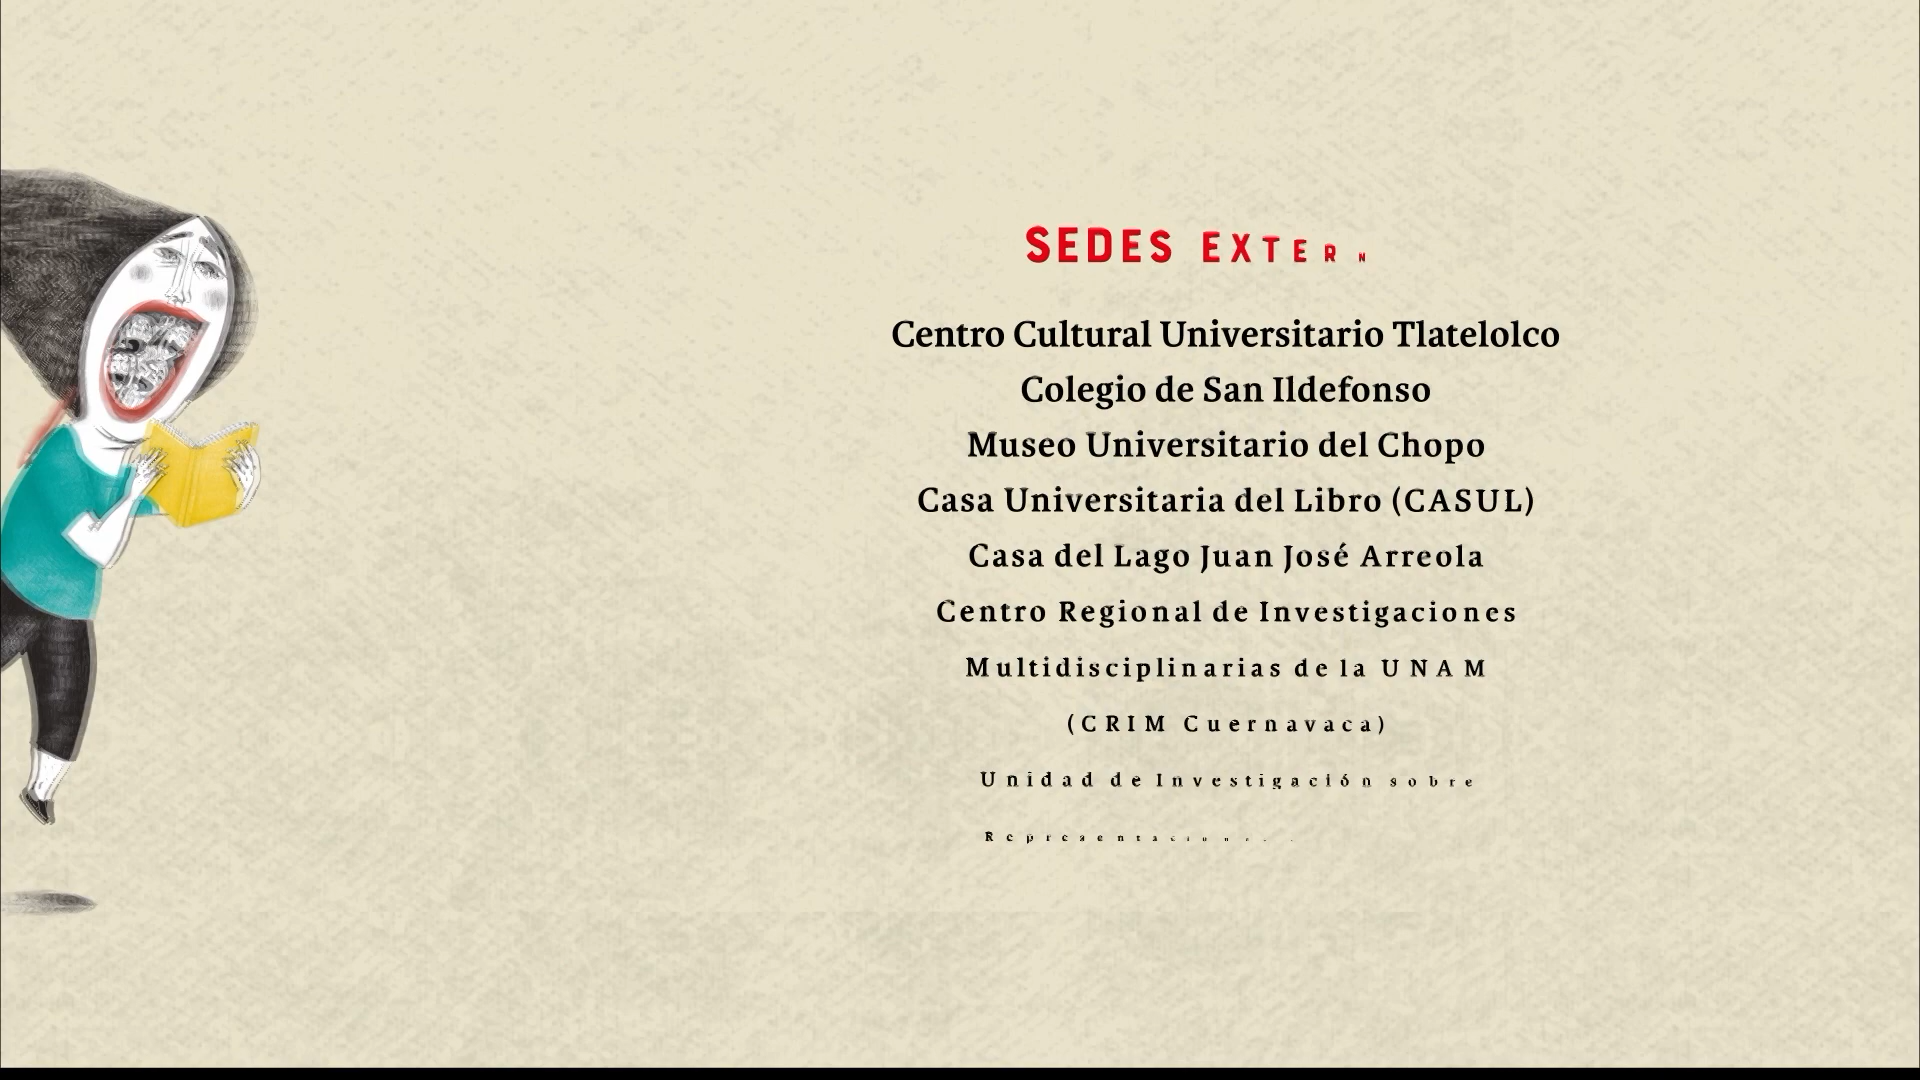 SEDES EXTERN
Centro Cultural Universitario Tlatelolco
Colegio de San Ildefonso
Museo Universitario del Chopo
Casa Universitaria del Libro (CASUL)
Casa del Lago Juan José Arreola
Centro Regional de Investigaciones
Multidisciplinarias de la UNAM
(CRIM Cuernavaca)
Unidad de Investigación sobre